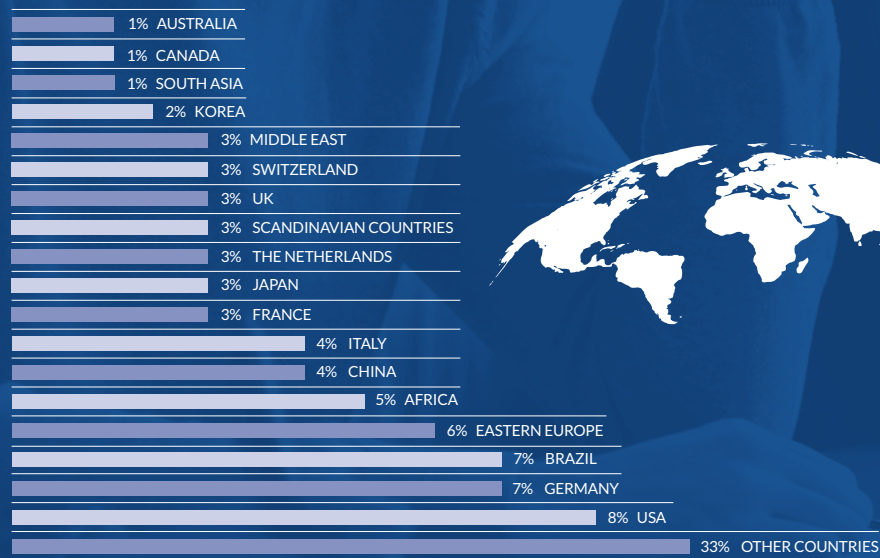 1% AUSTRALIA
1% CANADA
1% SOUTH ASIA
2% KOREA
3% MIDDLE EAST
3% SWITZERLAND
3% UK
3% SCANDINAVIAN COUNTRIES
3% THE NETHERLANDS
3% JAPAN
3% FRANCE
4% ITALY
4% CHINA
5% AFRICA
6% EASTERN EUROPE
7% BRAZIL
7% GERMANY
8% USA
33% OTHER COUNTRIES